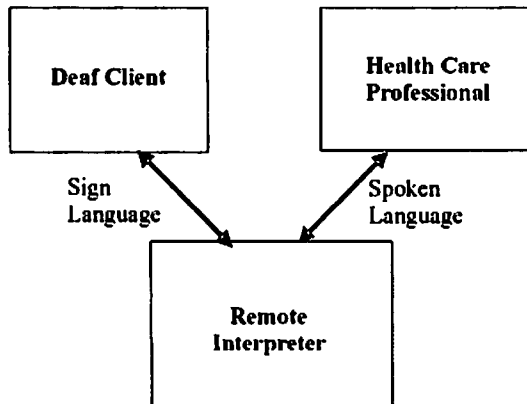 Deaf Client
Health Care
Professional
Sign
Language
Spoken
Language
Remote
Interpreter